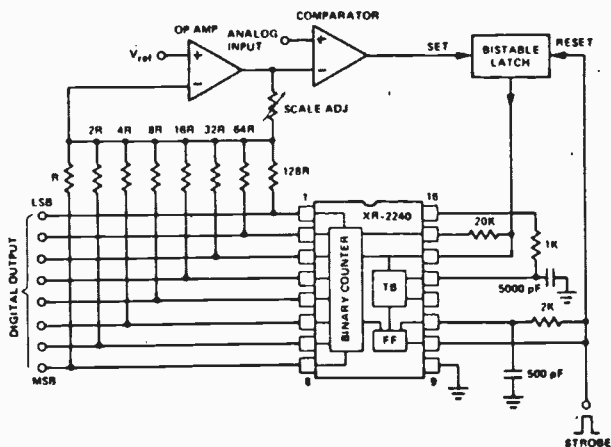 OP AMP
COMPARATOR
ANALOG
INPUT
Vref
+
−
+
−
SET
BISTABLE
LATCH
RESET
SCALE ADJ
R
2R
4R
8R
16R
32R
64R
128R
LSB
DIGITAL OUTPUT
MSB
1
XR-2240
16
BINARY COUNTER
TB
FF
8
9
20K
1K
5000 pF
2K
500 pF
STROBE